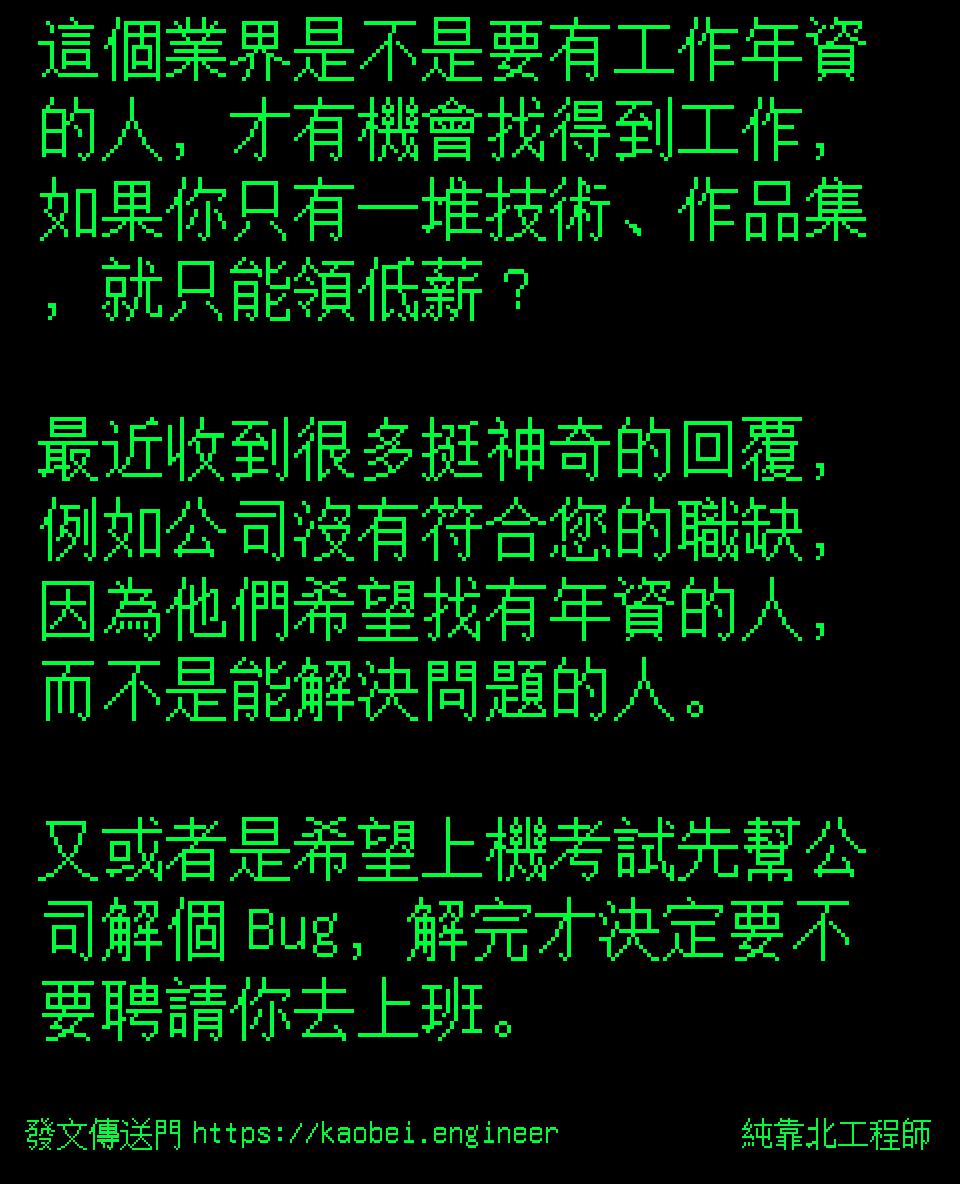 這個業界是不是要有工作年資
的人，才有機會找得到工作，
如果你只有一堆技術、作品集
，就只能領低薪？
最近收到很多挺神奇的回覆，
例如公司沒有符合您的職缺，
因為他們希望找有年資的人，
而不是能解決問題的人。
又或者是希望上機考試先幫公
司解個 Bug，解完才決定要不
要聘請你去上班。
發文傳送門 https://kaobei.engineer 純靠北工程師